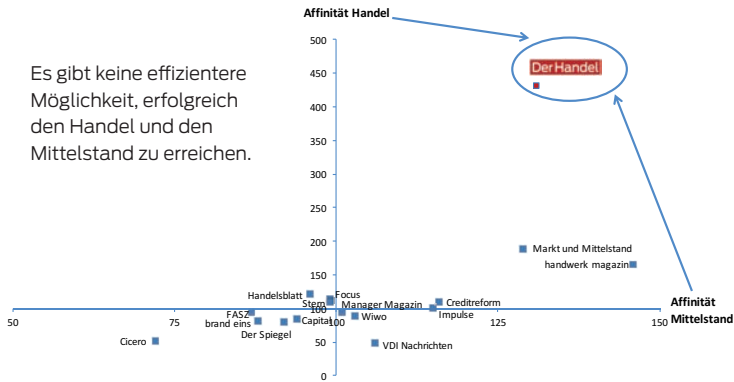 Affinität Handel
Es gibt keine effizientere
Möglichkeit, erfolgreich
den Handel und den
Mittelstand zu erreichen.
500
450
400
350
300
250
200
150
100
50
0
DerHandel
Markt und Mittelstand
handwerk magazin
Handelsblatt
Focus
Stern
Manager Magazin
Creditreform
Impulse
FASZ
brand eins
Capital
Wiwo
Der Spiegel
Cicero
VDI Nachrichten
50
75
100
125
150
Affinität
Mittelstand